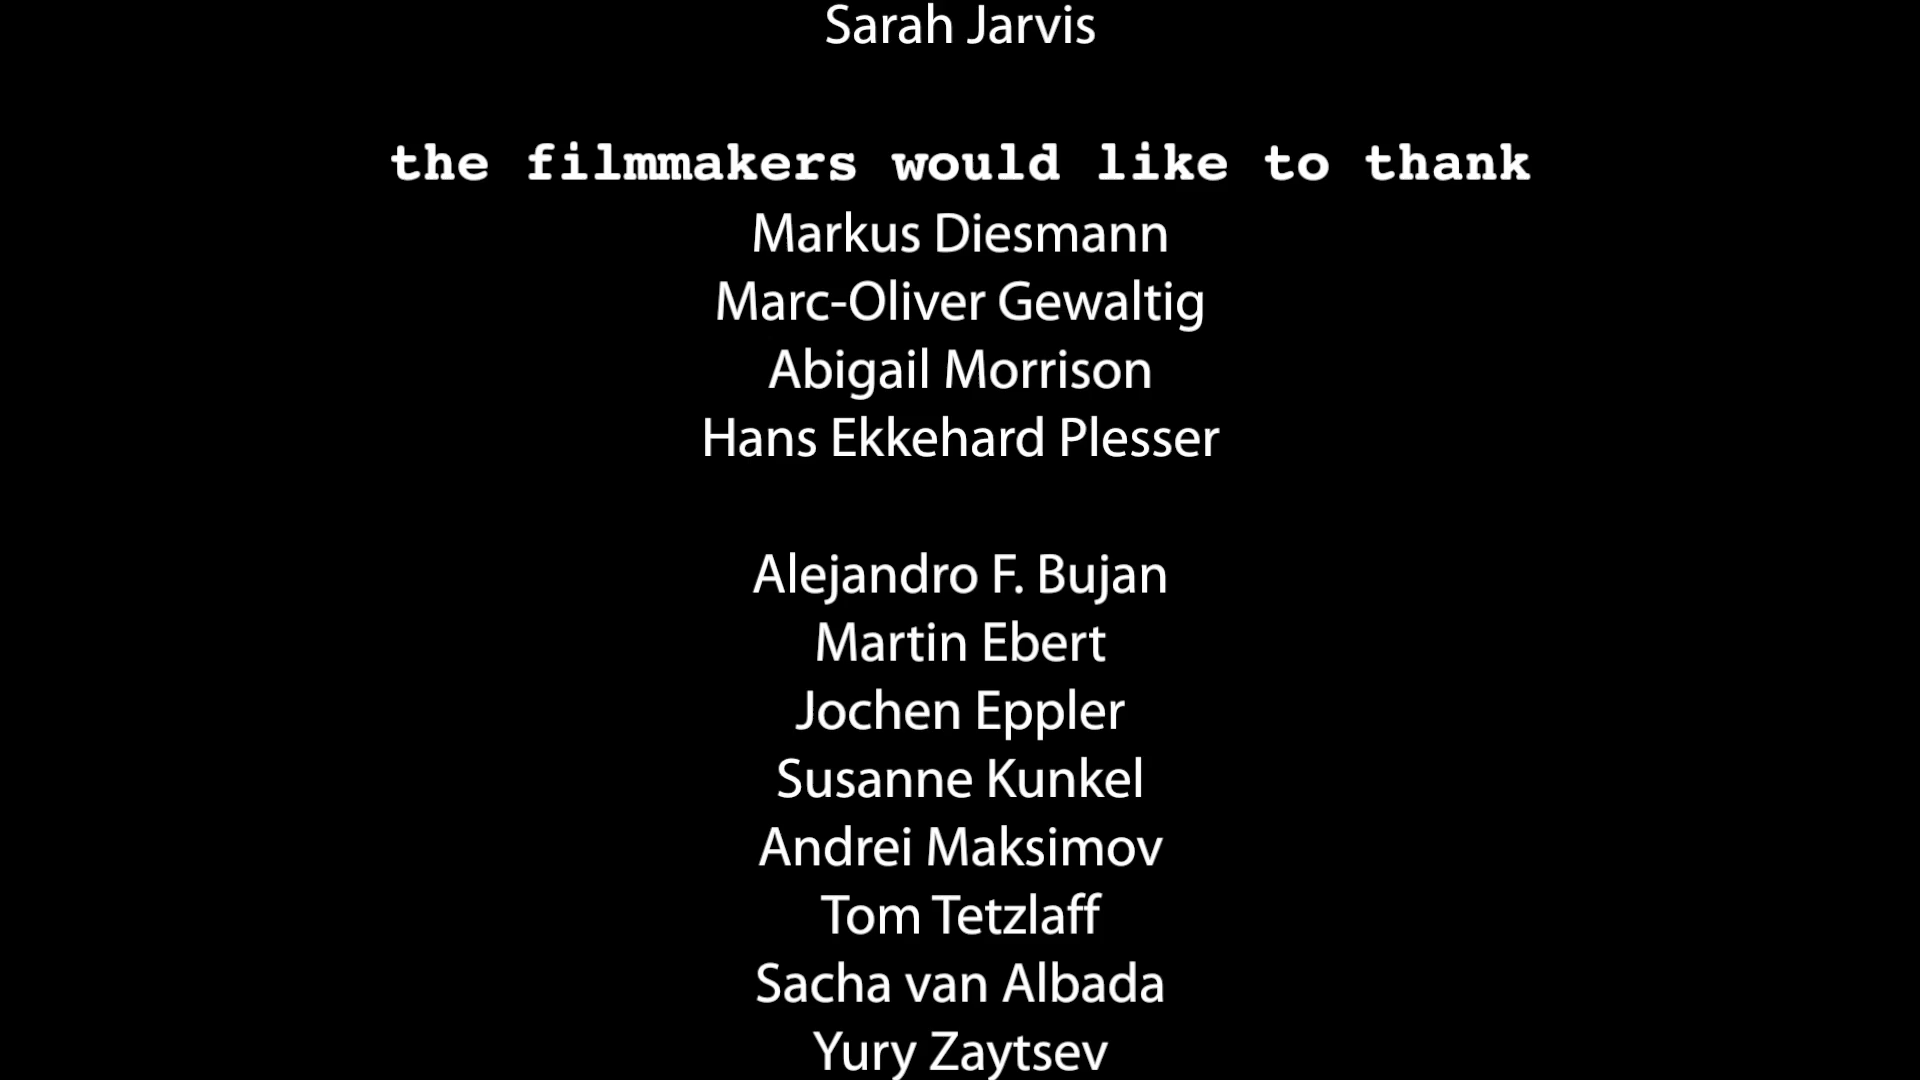 Sarah Jarvis
the filmmakers would like to thank
Markus Diesmann
Marc-Oliver Gewaltig
Abigail Morrison
Hans Ekkehard Plesser
Alejandro F. Bujan
Martin Ebert
Jochen Eppler
Susanne Kunkel
Andrei Maksimov
Tom Tetzlaff
Sacha van Albada
Yury Zaytsev